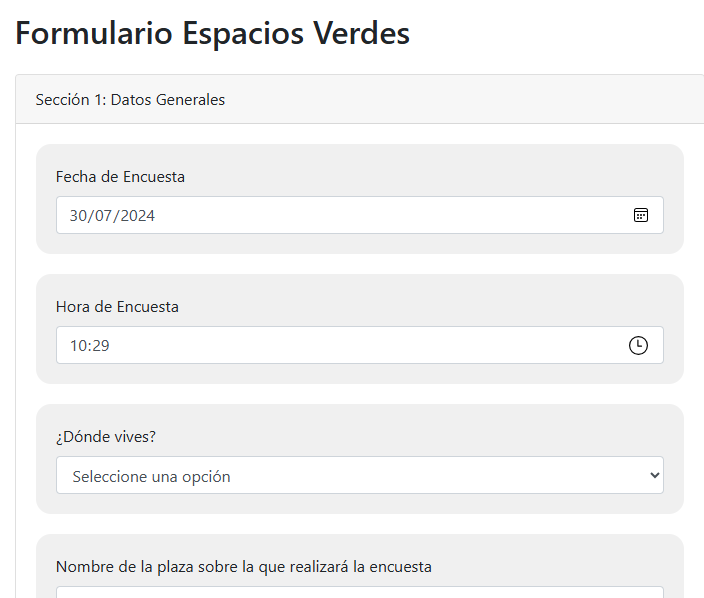 Formulario Espacios Verdes
Sección 1: Datos Generales
Fecha de Encuesta
30/07/2024
Hora de Encuesta
10:29
¿Dónde vives?
Seleccione una opción
Nombre de la plaza sobre la que realizará la encuesta